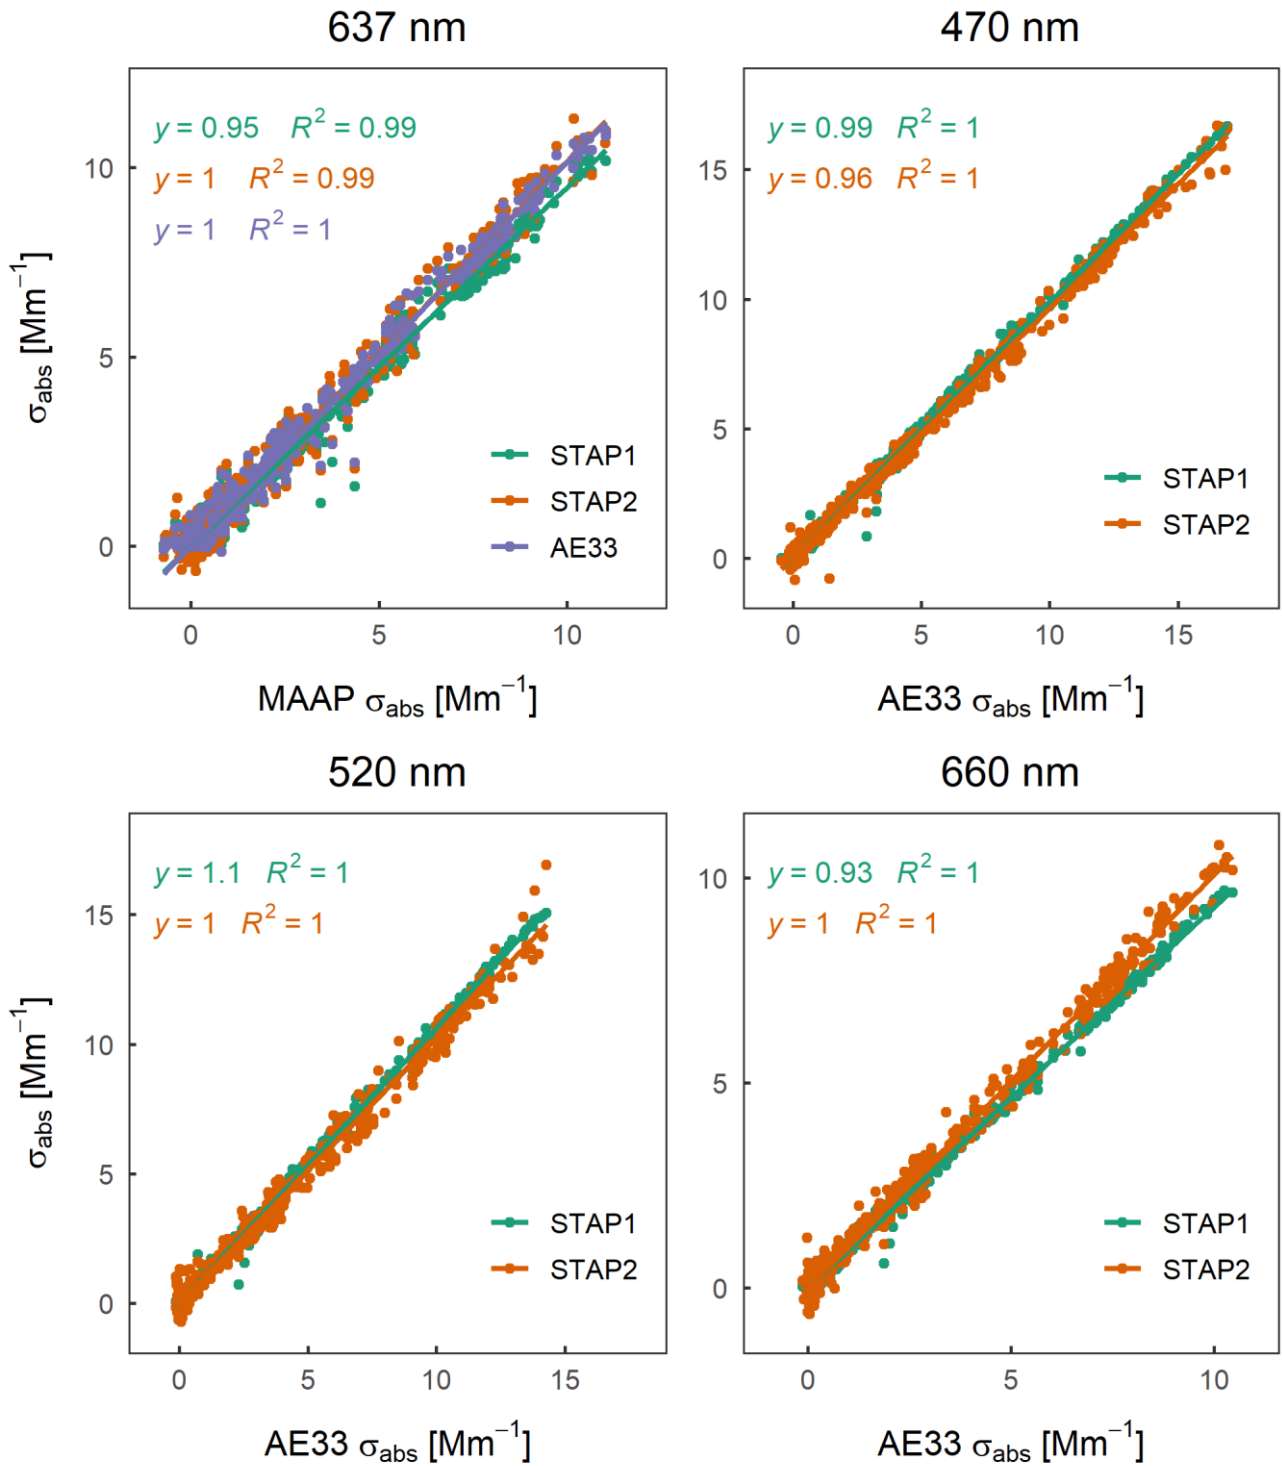 637 nm
y = 0.95 R² = 0.99
y = 1 R² = 0.99
y = 1 R² = 1
STAP1
STAP2
AE33
10
5
0
0 5 10
σabs [Mm⁻¹]
MAAP σabs [Mm⁻¹]
470 nm
y = 0.99 R² = 1
y = 0.96 R² = 1
STAP1
STAP2
15
10
5
0
0 5 10 15
AE33 σabs [Mm⁻¹]
520 nm
y = 1.1 R² = 1
y = 1 R² = 1
STAP1
STAP2
15
10
5
0
0 5 10 15
σabs [Mm⁻¹]
AE33 σabs [Mm⁻¹]
660 nm
y = 0.93 R² = 1
y = 1 R² = 1
STAP1
STAP2
10
5
0
0 5 10
AE33 σabs [Mm⁻¹]